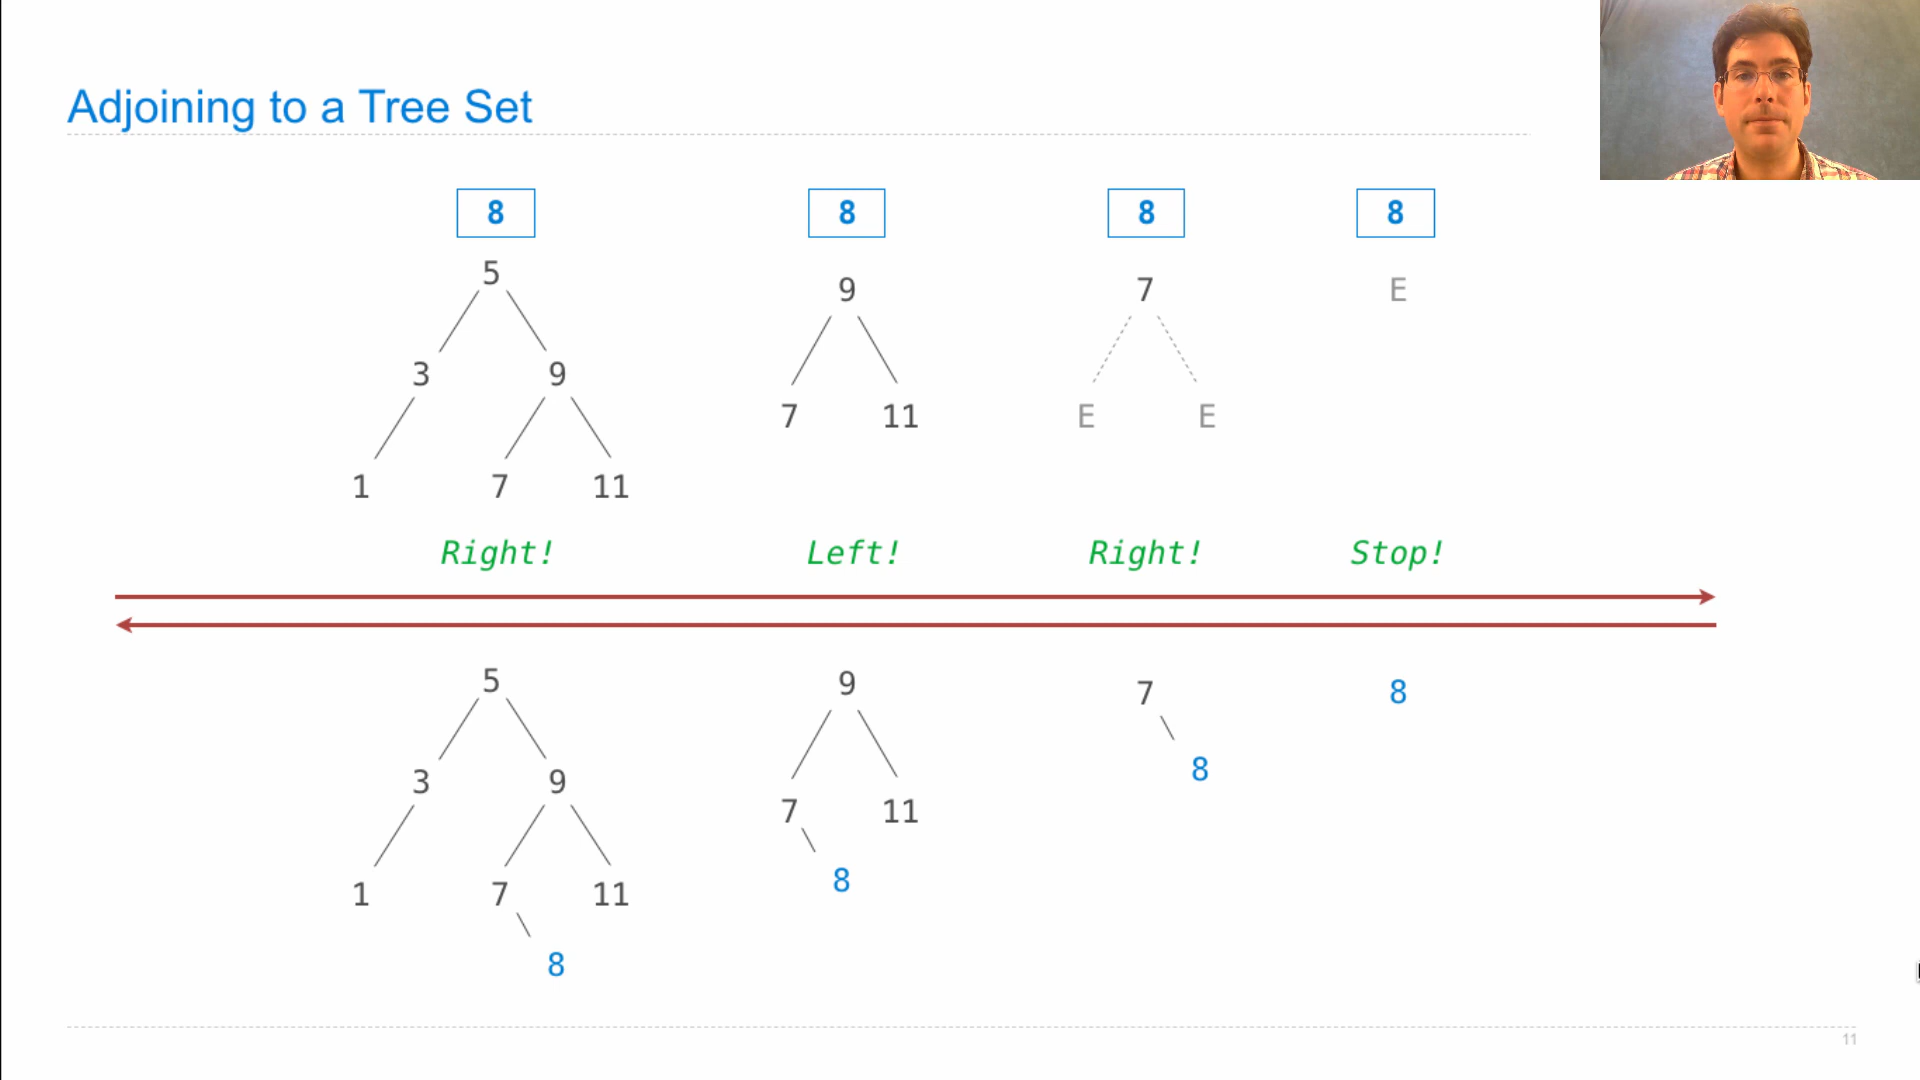 Adjoining to a Tree Set
8 8 8 8
5 9 7 E
3 9
7 11 E E
1 7 11
Right! Left! Right! Stop!
5 9 7 8
3 9 8
7 11
1 7 11 8
8
11